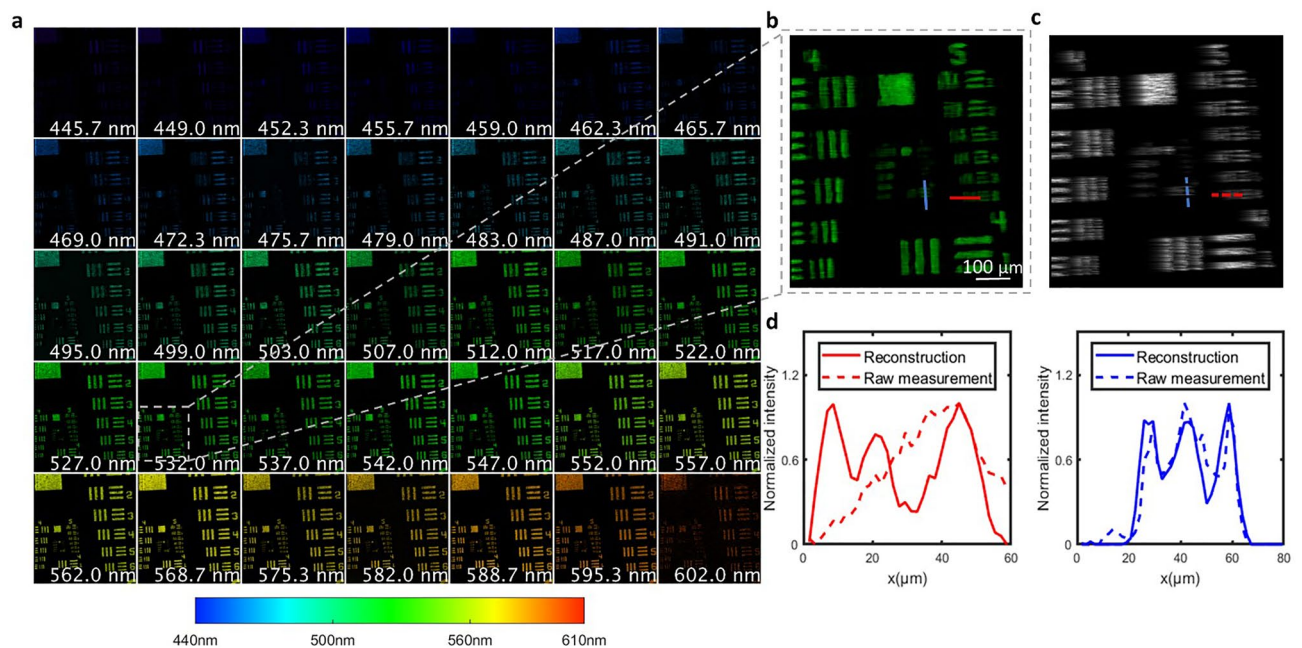 a
b
c
445.7 nm 449.0 nm 452.3 nm 455.7 nm 459.0 nm 462.3 nm 465.7 nm
469.0 nm 472.3 nm 475.7 nm 479.0 nm 483.0 nm 487.0 nm 491.0 nm
495.0 nm 499.0 nm 503.0 nm 507.0 nm 512.0 nm 517.0 nm 522.0 nm
527.0 nm 532.0 nm 537.0 nm 542.0 nm 547.0 nm 552.0 nm 557.0 nm
562.0 nm 568.7 nm 575.3 nm 582.0 nm 588.7 nm 595.3 nm 602.0 nm
440nm 500nm 560nm 610nm
100 µm
d
Normalized intensity
1.2
0.6
0
Reconstruction
Raw measurement
0 20 40 60
x(µm)
Normalized intensity
1.2
0.6
0
Reconstruction
Raw measurement
0 20 40 60 80
x(µm)